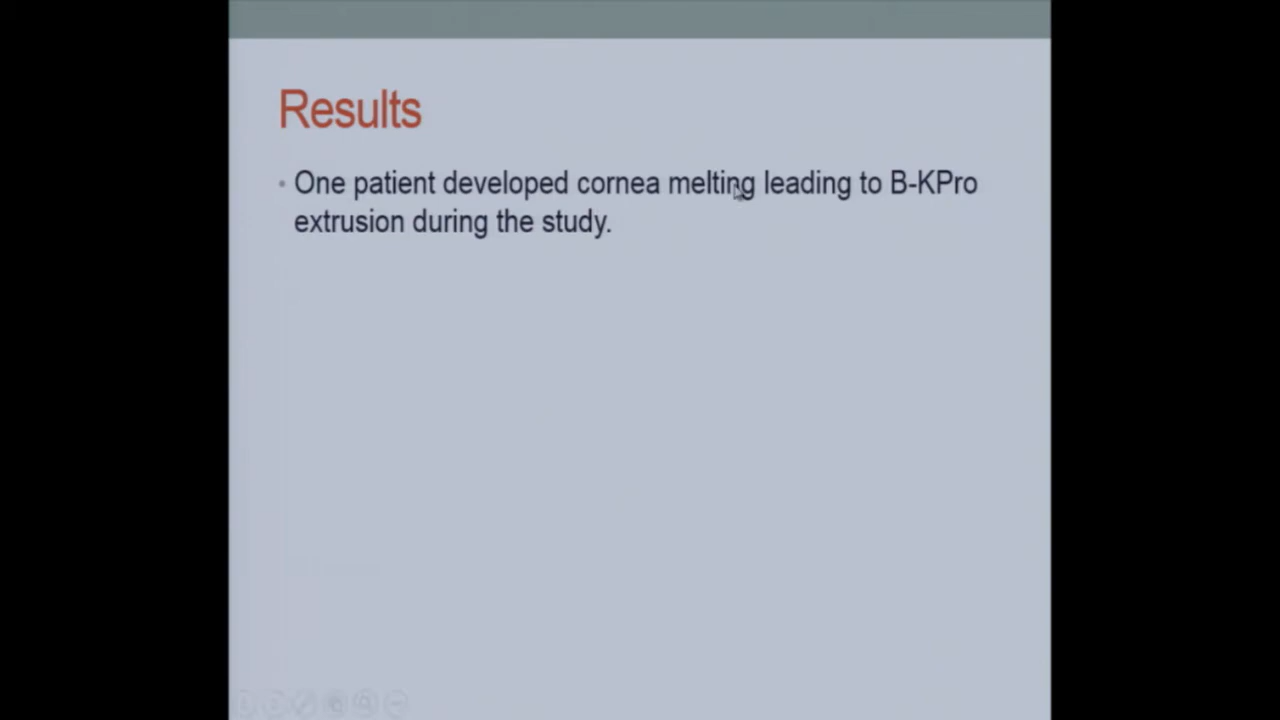 Results
One patient developed cornea melting leading to B-KPro
extrusion during the study.